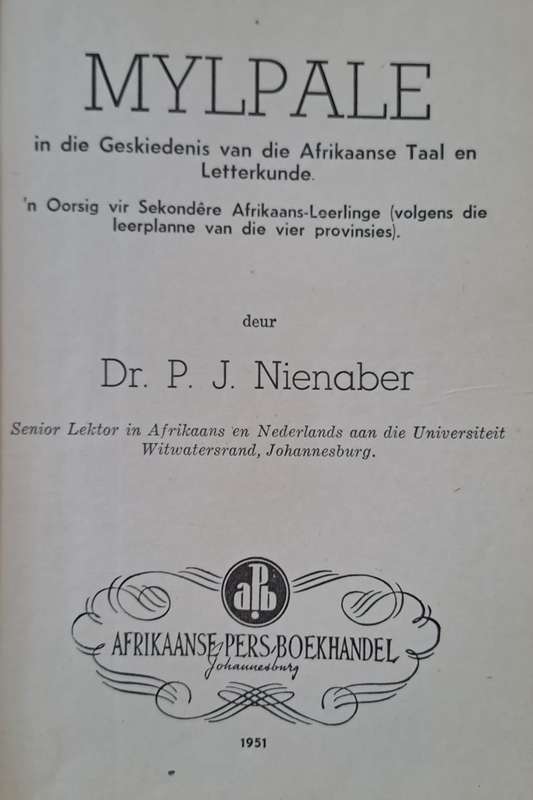 MYLPALE
in die Geskiedenis van die Afrikaanse Taal en
Letterkunde.
'n Oorsig vir Sekondêre Afrikaans-Leerlinge (volgens die
leerplanne van die vier provinsies).
deur
Dr. P. J. Nienaber
Senior Lektor in Afrikaans en Nederlands aan die Universiteit
Witwatersrand, Johannesburg.
aPb
AFRIKAANSE PERS BOEKHANDEL
Johannesburg
1951